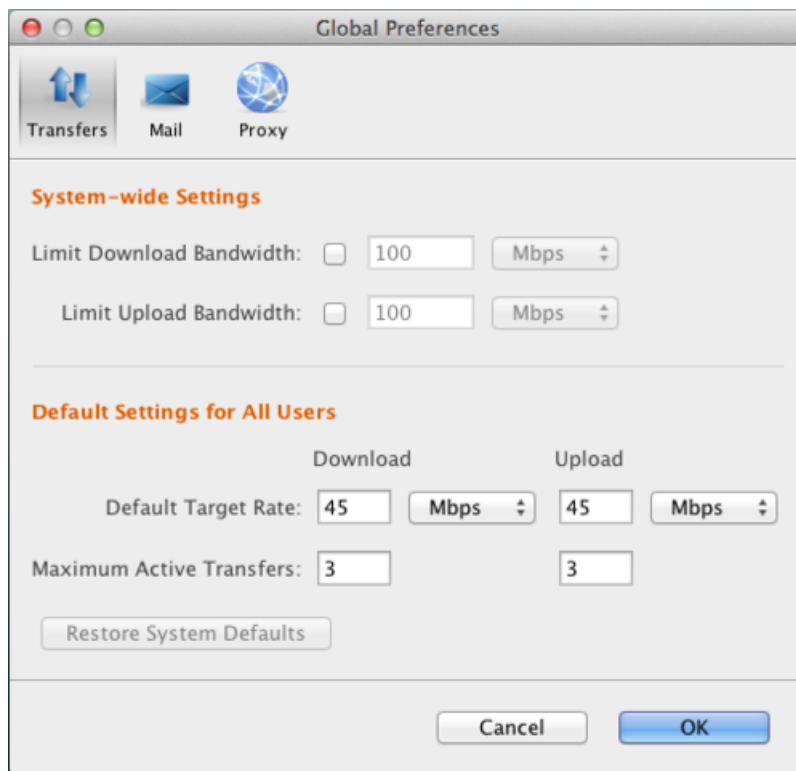 Global Preferences
Transfers Mail Proxy
System-wide Settings
Limit Download Bandwidth: 100 Mbps
Limit Upload Bandwidth: 100 Mbps
Default Settings for All Users
Download Upload
Default Target Rate: 45 Mbps 45 Mbps
Maximum Active Transfers: 3 3
Restore System Defaults
Cancel OK